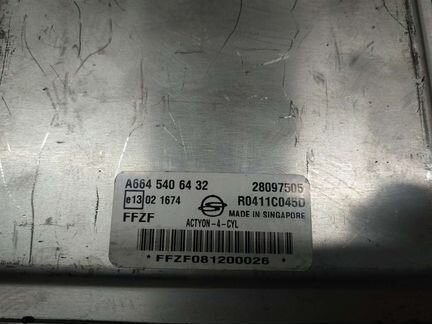 A664 540 64 32 28097505
e13 02 1674 R0411C045D
FFZF MADE IN SINGAPORE
ACTYON-4-CYL
* FFZF081200026 *